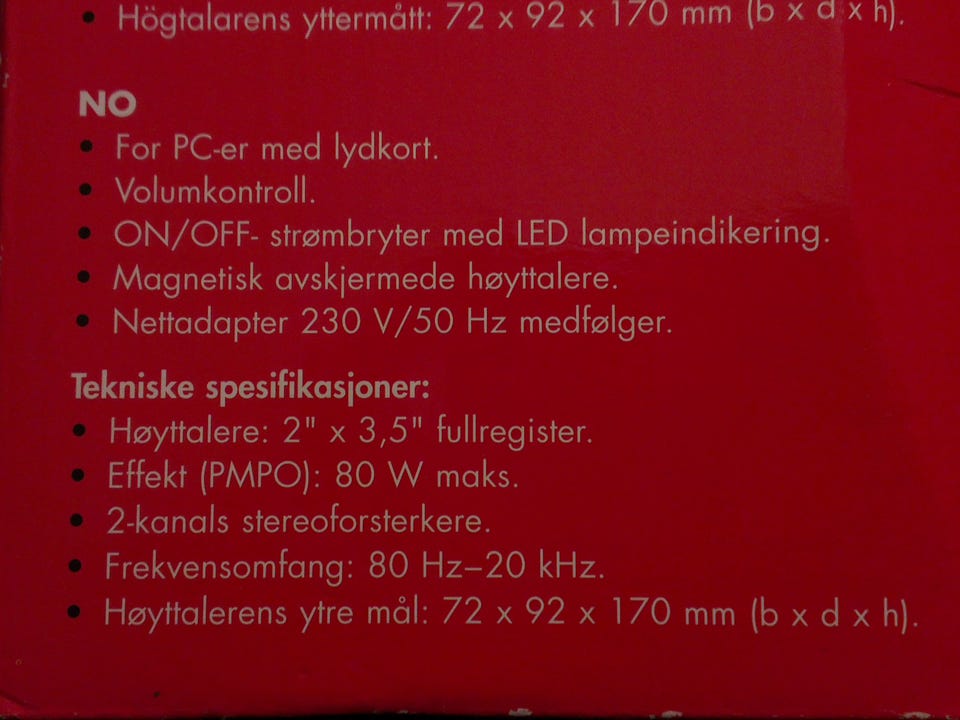 • Högtalarens yttermått: 72 x 92 x 170 mm (b x d x h).
NO
• For PC-er med lydkort.
• Volumkontroll.
• ON/OFF- strømbryter med LED lampeindikering.
• Magnetisk avskjermede høyttalere.
• Nettadapter 230 V/50 Hz medfølger.
Tekniske spesifikasjoner:
• Høyttalere: 2" x 3,5" fullregister.
• Effekt (PMPO): 80 W maks.
• 2-kanals stereoforsterkere.
• Frekvensomfang: 80 Hz–20 kHz.
• Høyttalerens ytre mål: 72 x 92 x 170 mm (b x d x h).